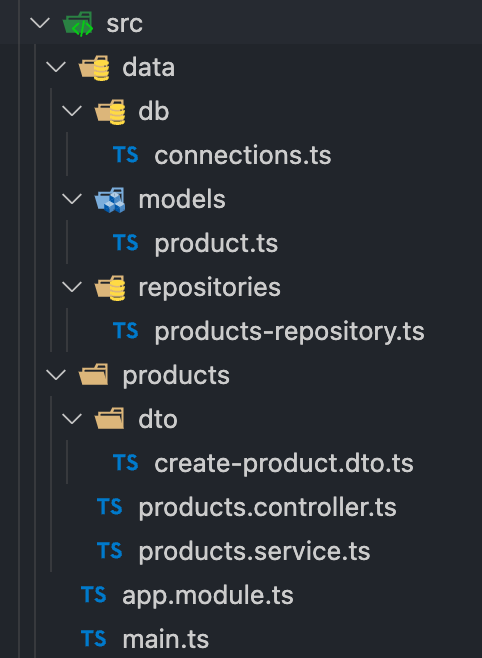 src
data
db
TS connections.ts
models
TS product.ts
repositories
TS products-repository.ts
products
dto
TS create-product.dto.ts
TS products.controller.ts
TS products.service.ts
TS app.module.ts
TS main.ts